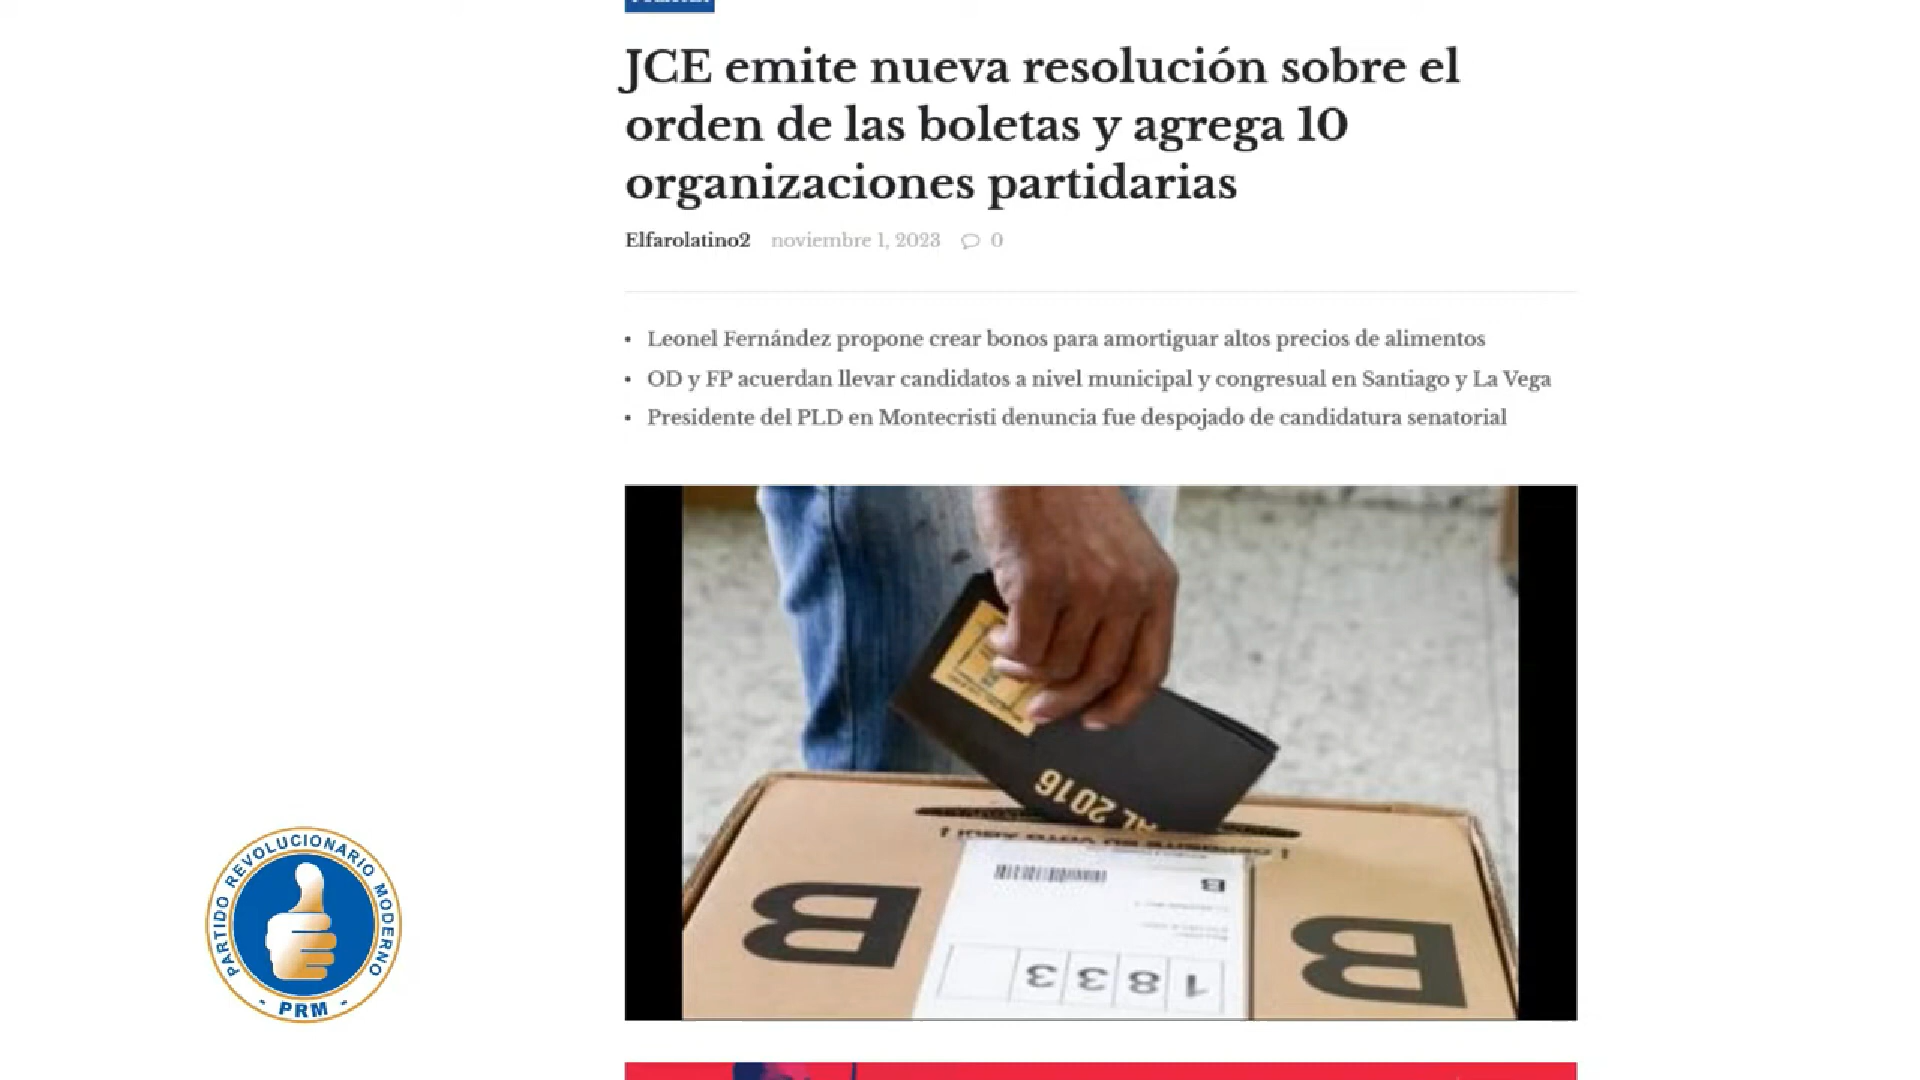 JCE emite nueva resolución sobre el
orden de las boletas y agrega 10
organizaciones partidarias
Elfarolatino2 noviembre 1, 2023 0
• Leonel Fernández propone crear bonos para amortiguar altos precios de alimentos
• OD y FP acuerdan llevar candidatos a nivel municipal y congresual en Santiago y La Vega
• Presidente del PLD en Montecristi denuncia fue despojado de candidatura senatorial
AL 2016
B
B
B
1833
PARTIDO REVOLUCIONARIO MODERNO
- PRM -